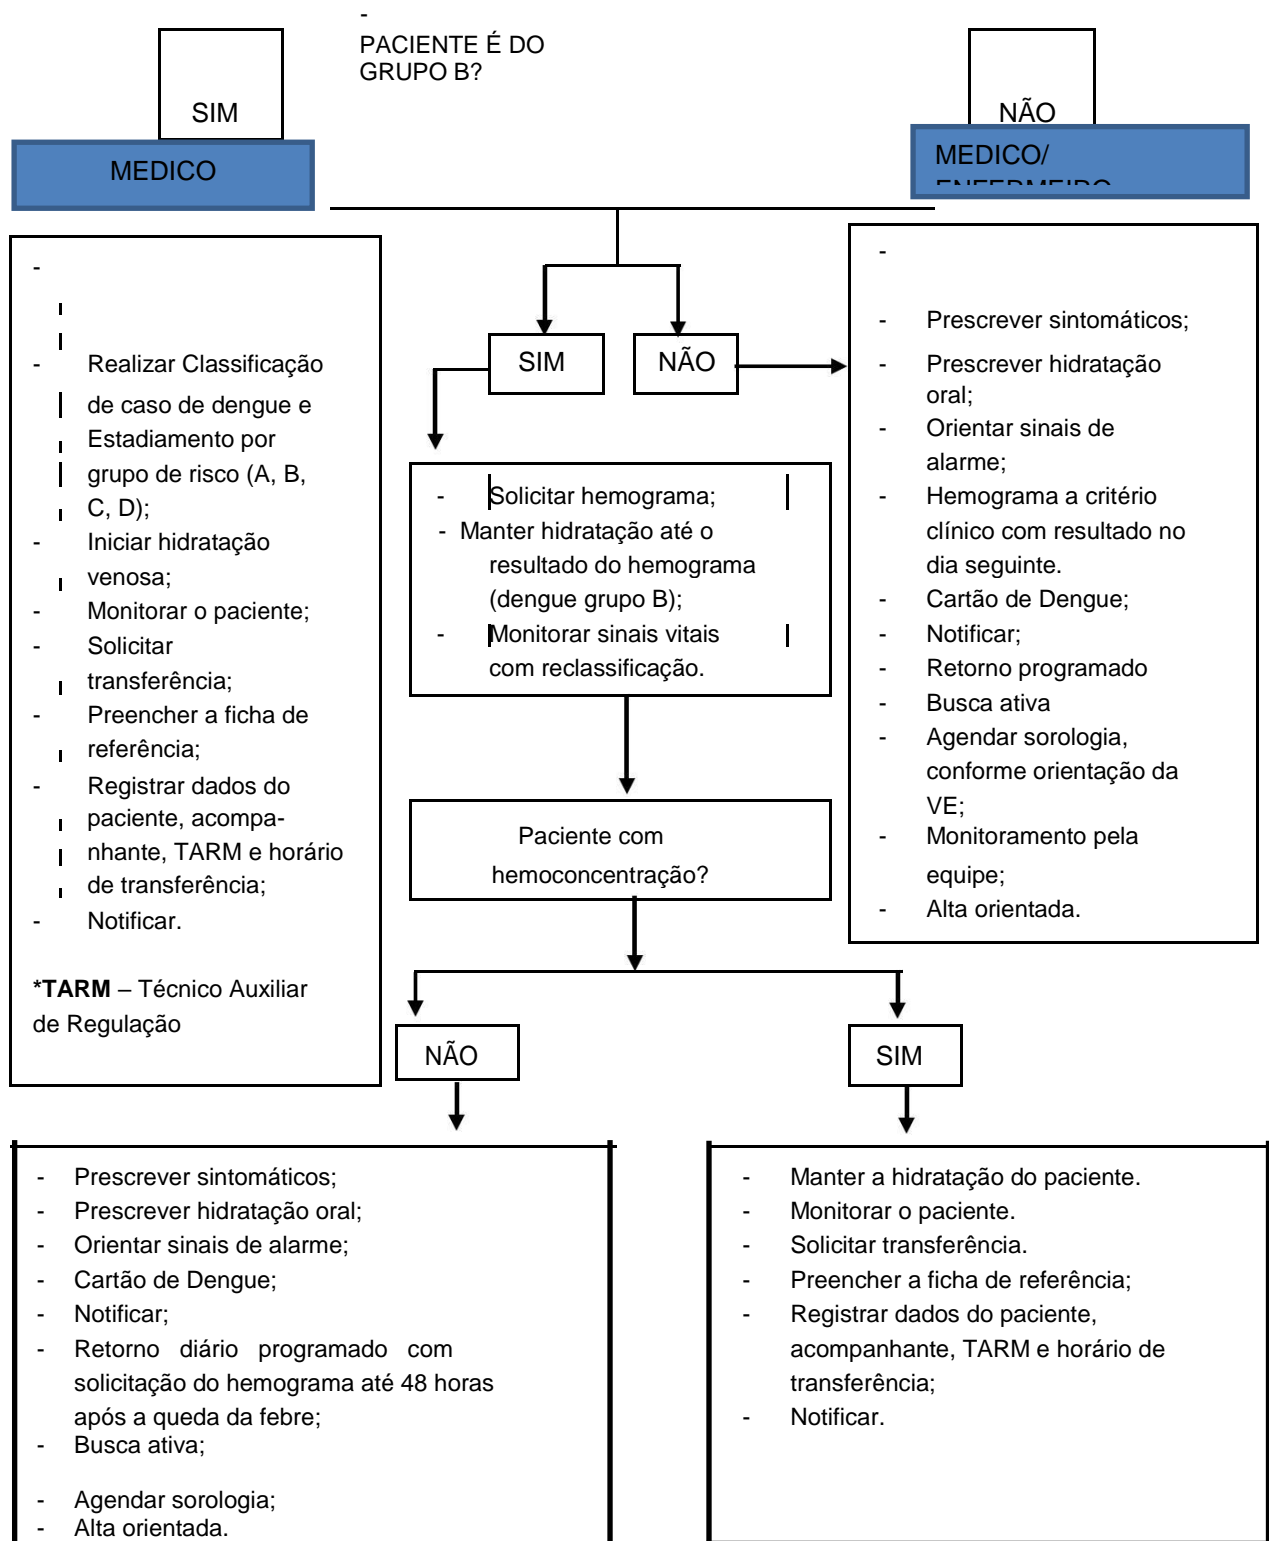 -
PACIENTE É DO
GRUPO B?
SIM
NÃO
MEDICO
MEDICO/
ENFERMEIRO
-
- Realizar Classificação
de caso de dengue e
Estadiamento por
grupo de risco (A, B,
C, D);
- Iniciar hidratação
venosa;
- Monitorar o paciente;
- Solicitar
transferência;
- Preencher a ficha de
referência;
- Registrar dados do
paciente, acompa-
nhante, TARM e horário
de transferência;
- Notificar.
*TARM – Técnico Auxiliar
de Regulação
SIM
NÃO
- Solicitar hemograma;
- Manter hidratação até o
resultado do hemograma
(dengue grupo B);
- Monitorar sinais vitais
com reclassificação.
Paciente com
hemoconcentração?
-
- Prescrever sintomáticos;
- Prescrever hidratação
oral;
- Orientar sinais de
alarme;
- Hemograma a critério
clínico com resultado no
dia seguinte.
- Cartão de Dengue;
- Notificar;
- Retorno programado
- Busca ativa
- Agendar sorologia,
conforme orientação da
VE;
- Monitoramento pela
equipe;
- Alta orientada.
NÃO
SIM
- Prescrever sintomáticos;
- Prescrever hidratação oral;
- Orientar sinais de alarme;
- Cartão de Dengue;
- Notificar;
- Retorno diário programado com
solicitação do hemograma até 48 horas
após a queda da febre;
- Busca ativa;
- Agendar sorologia;
- Alta orientada.
- Manter a hidratação do paciente.
- Monitorar o paciente.
- Solicitar transferência.
- Preencher a ficha de referência;
- Registrar dados do paciente,
acompanhante, TARM e horário de
transferência;
- Notificar.